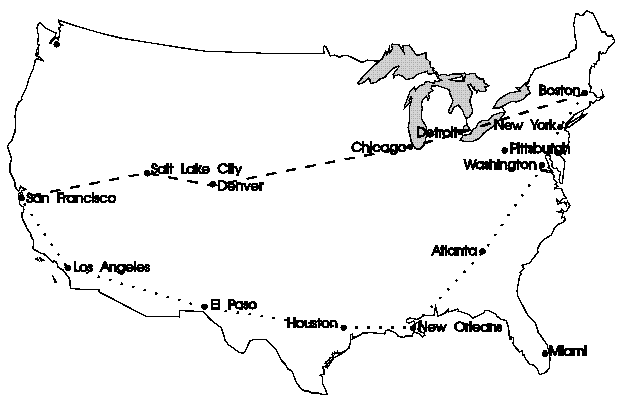 Boston
New York
Detroit
Pittsburgh
Chicago
Washington
Salt Lake City
Denver
San Francisco
Atlanta
Los Angeles
El Paso
Houston
New Orleans
Miami